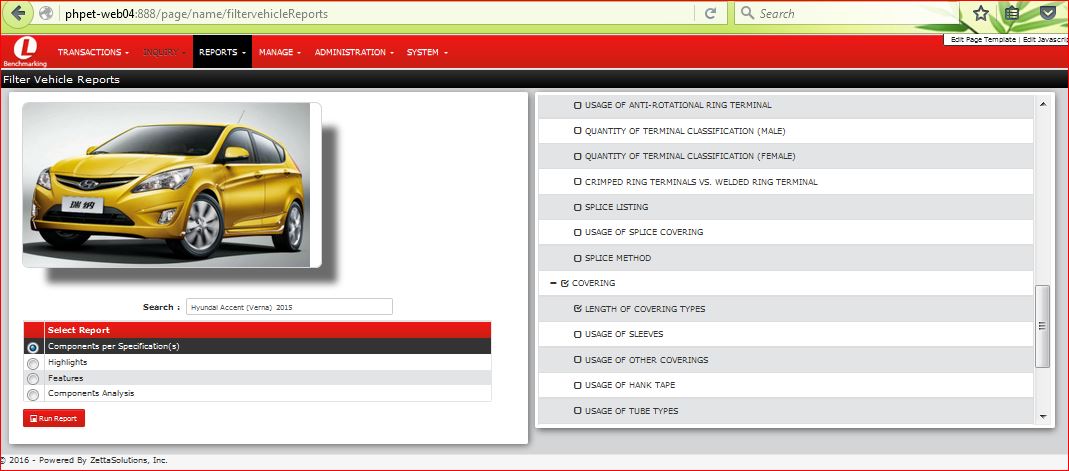 phpet-web04:888/page/name/filtervehicleReports
Search
Edit Page Template | Edit Javascrip
L
Benchmarking
TRANSACTIONS INQUIRY REPORTS MANAGE ADMINISTRATION SYSTEM
Filter Vehicle Reports
瑞纳
Search :
Hyundai Accent (Verna) 2015
Select Report
Components per Specification(s)
Highlights
Features
Components Analysis
Run Report
USAGE OF ANTI-ROTATIONAL RING TERMINAL
QUANTITY OF TERMINAL CLASSIFICATION (MALE)
QUANTITY OF TERMINAL CLASSIFICATION (FEMALE)
CRIMPED RING TERMINALS VS. WELDED RING TERMINAL
SPLICE LISTING
USAGE OF SPLICE COVERING
SPLICE METHOD
COVERING
LENGTH OF COVERING TYPES
USAGE OF SLEEVES
USAGE OF OTHER COVERINGS
USAGE OF HANK TAPE
USAGE OF TUBE TYPES
© 2016 - Powered By ZettaSolutions, Inc.